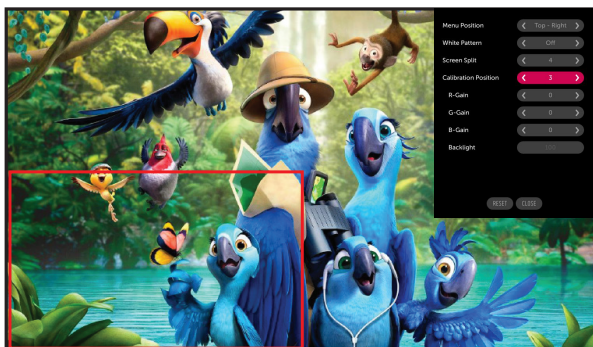 Menu Position Top - Right
White Pattern Off
Screen Split 4
Calibration Position 3
R-Gain 0
G-Gain 0
B-Gain 0
Backlight
RESET CLOSE